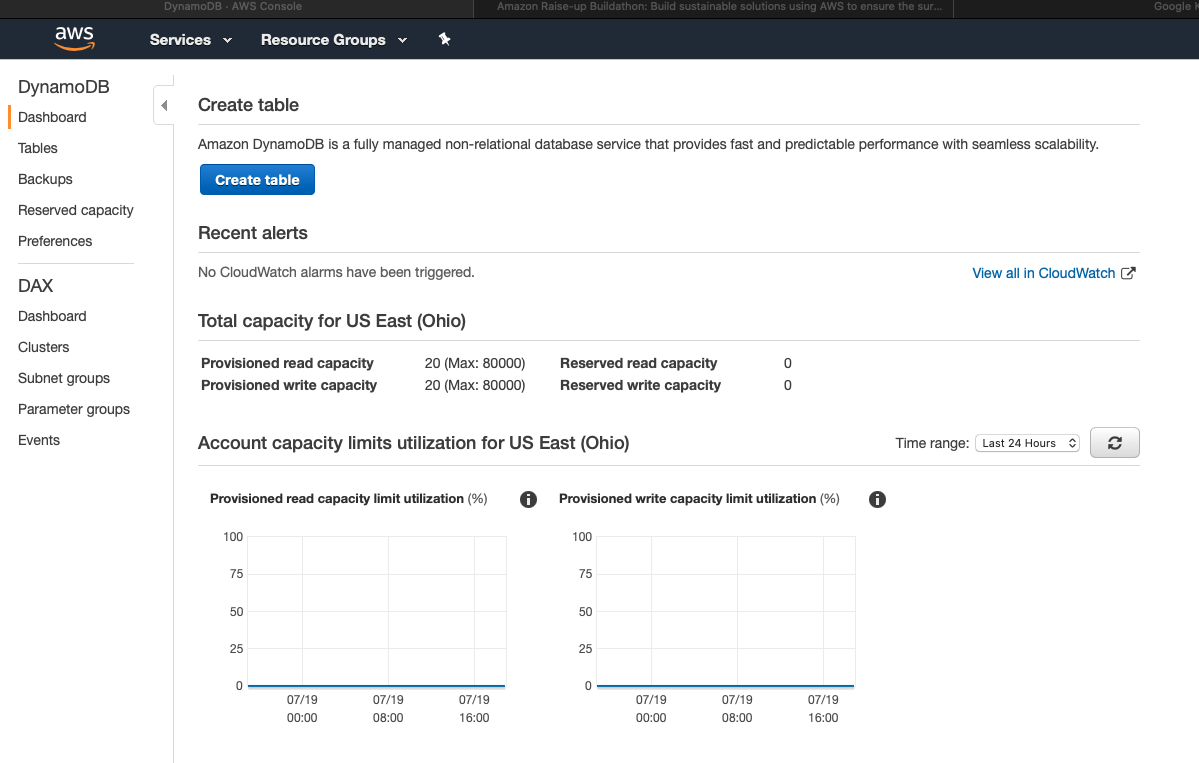 DynamoDB - AWS Console
Amazon Raise-up Buildathon: Build sustainable solutions using AWS to ensure the sur...
Google
aws
Services
Resource Groups
DynamoDB
Dashboard
Tables
Backups
Reserved capacity
Preferences
DAX
Dashboard
Clusters
Subnet groups
Parameter groups
Events
Create table
Amazon DynamoDB is a fully managed non-relational database service that provides fast and predictable performance with seamless scalability.
Create table
Recent alerts
No CloudWatch alarms have been triggered.
View all in CloudWatch
Total capacity for US East (Ohio)
Provisioned read capacity 20 (Max: 80000) Reserved read capacity 0
Provisioned write capacity 20 (Max: 80000) Reserved write capacity 0
Account capacity limits utilization for US East (Ohio)
Time range: Last 24 Hours
Provisioned read capacity limit utilization (%)
100
75
50
25
0
07/19 07/19 07/19
00:00 08:00 16:00
Provisioned write capacity limit utilization (%)
100
75
50
25
0
07/19 07/19 07/19
00:00 08:00 16:00